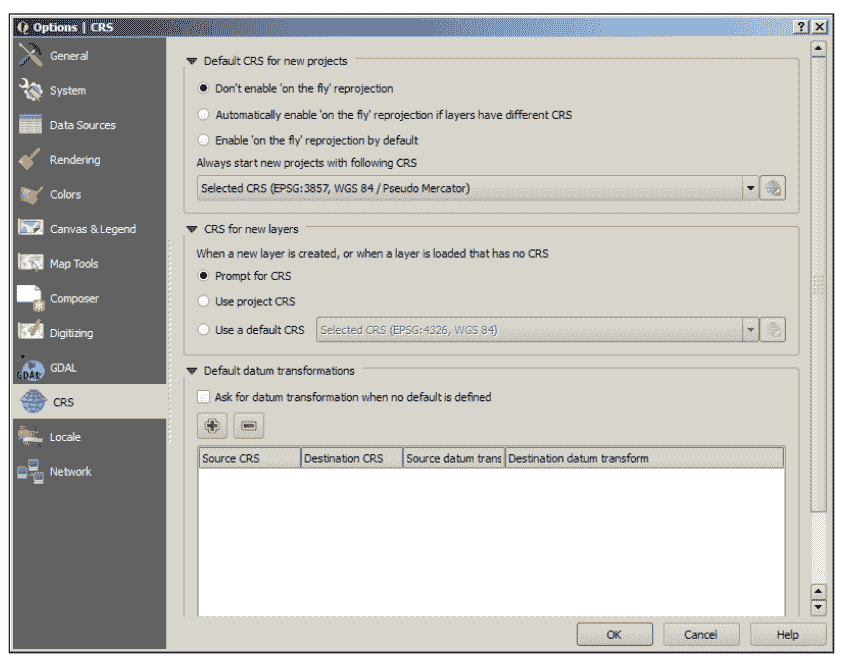 Options | CRS
General
System
Data Sources
Rendering
Colors
Canvas & Legend
Map Tools
Composer
Digitizing
GDAL
GDAL
CRS
Locale
Network
Default CRS for new projects
Don't enable 'on the fly' reprojection
Automatically enable 'on the fly' reprojection if layers have different CRS
Enable 'on the fly' reprojection by default
Always start new projects with following CRS
Selected CRS (EPSG:3857, WGS 84 / Pseudo Mercator)
CRS for new layers
When a new layer is created, or when a layer is loaded that has no CRS
Prompt for CRS
Use project CRS
Use a default CRS Selected CRS (EPSG:4326, WGS 84)
Default datum transformations
Ask for datum transformation when no default is defined
Source CRS Destination CRS Source datum trans Destination datum transform
OK Cancel Help